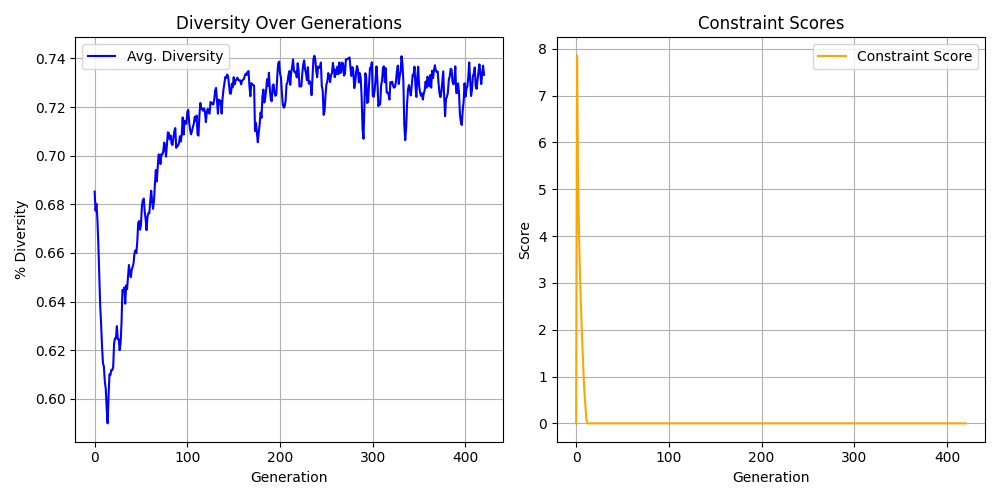 Diversity Over Generations
Avg. Diversity
% Diversity
0.74
0.72
0.70
0.68
0.66
0.64
0.62
0.60
0 100 200 300 400
Generation
Constraint Scores
Constraint Score
Score
8
7
6
5
4
3
2
1
0
0 100 200 300 400
Generation